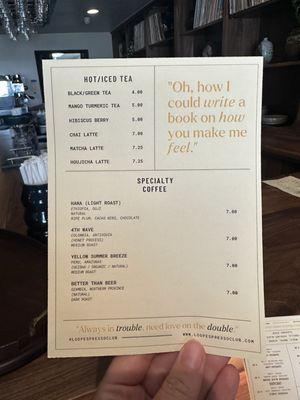 HOT/ICED TEA
BLACK/GREEN TEA 4.00
MANGO TURMERIC TEA 5.00
HIBISCUS BERRY 5.00
CHAI LATTE 7.00
MATCHA LATTE 7.25
HOUJICHA LATTE 7.25
"Oh, how I
could write a
book on how
you make me
feel."
SPECIALTY
COFFEE
HANA (LIGHT ROAST)
ETHIOPIA, GUJI
NATURAL
RIPE PLUM, CACAO NIBS, CHOCOLATE
7.00
4TH WAVE
COLOMBIA, ANTIOQUIA
(HONEY PROCESS)
MEDIUM ROAST
7.00
YELLOW SUMMER BREEZE
PERU, AMAZONAS
(ORGANIC / NATURAL)
MEDIUM ROAST
7.00
BETTER THAN BEER
NORTHERN PROVINCE
(NATURAL)
DARK ROAST
7.00
"Always in trouble, need love on the double."
#LOOPESPRESSOCLUB
WWW.LOOPESPRESSOCLUB.COM